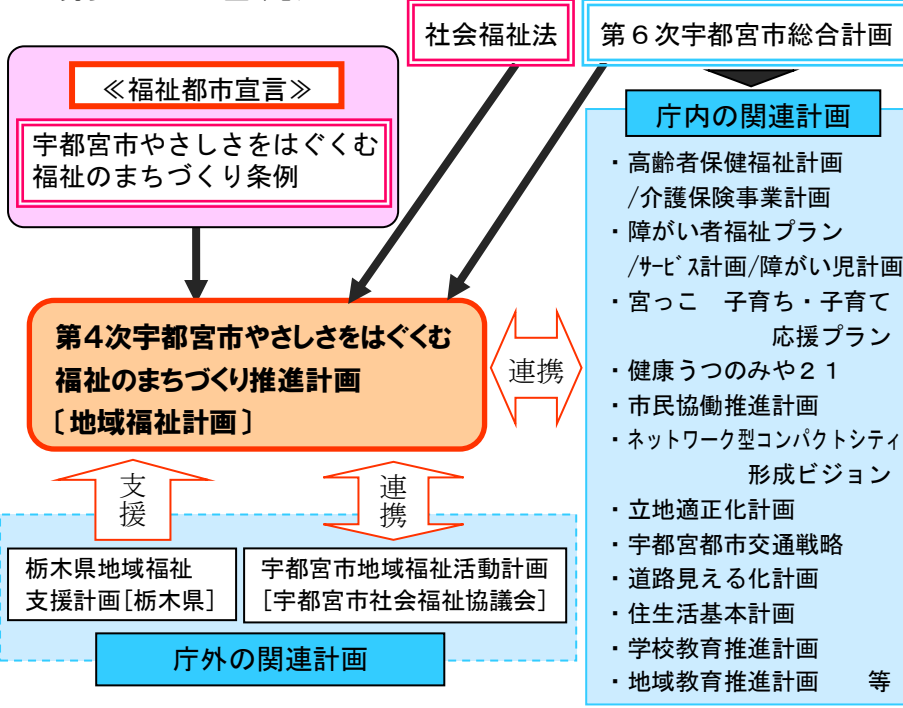 社会福祉法
第６次宇都宮市総合計画
≪福祉都市宣言≫
宇都宮市やさしさをはぐくむ
福祉のまちづくり条例
庁内の関連計画
・高齢者保健福祉計画
/介護保険事業計画
・障がい者福祉プラン
/ｻｰﾋﾞｽ計画/障がい児計画
・宮っこ　子育ち・子育て
応援プラン
・健康うつのみや２１
・市民協働推進計画
・ネットワーク型コンパクトシティ
形成ビジョン
・立地適正化計画
・宇都宮都市交通戦略
・道路見える化計画
・住生活基本計画
・学校教育推進計画
・地域教育推進計画　　等
第４次宇都宮市やさしさをはぐくむ
福祉のまちづくり推進計画
［地域福祉計画］
連携
支援
連携
栃木県地域福祉
支援計画［栃木県］
宇都宮市地域福祉活動計画
［宇都宮市社会福祉協議会］
庁外の関連計画